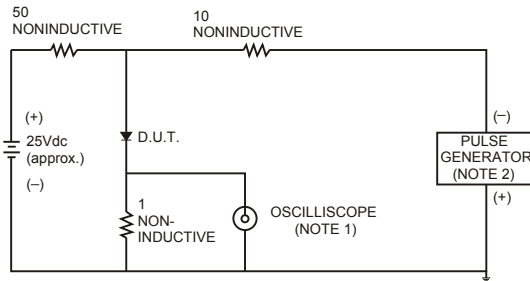 50
NONINDUCTIVE
10
NONINDUCTIVE
(+)
25Vdc
(approx.)
(–)
D.U.T.
1
NON-
INDUCTIVE
OSCILLISCOPE
(NOTE 1)
(–)
PULSE
GENERATOR
(NOTE 2)
(+)